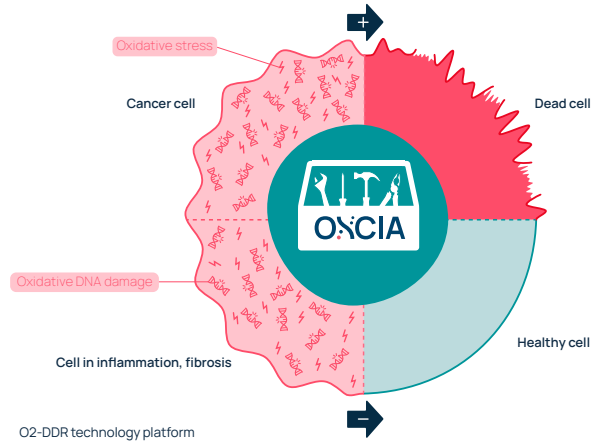 +
Oxidative stress
Cancer cell
Dead cell
OXCIA
Oxidative DNA damage
Healthy cell
Cell in inflammation, fibrosis
−
O2-DDR technology platform